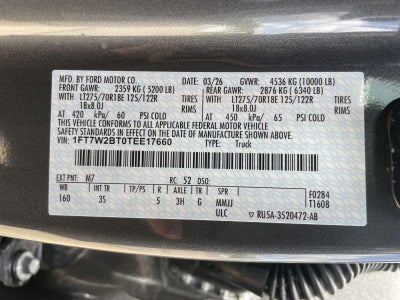 MFD. BY FORD MOTOR CO. 03/26 GVWR: 4536 KG (10000 LB)
FRONT GAWR: 2359 KG (5200 LB) REAR GAWR: 2876 KG (6340 LB)
WITH LT275/70R18E 125/122R TIRES WITH LT275/70R18E 125/122R TIRES
18x8.0J RIMS 18x8.0J RIMS
AT 420 kPa/ 60 PSI COLD AT 450 kPa/ 65 PSI COLD
THIS VEHICLE CONFORMS TO ALL APPLICABLE FEDERAL MOTOR VEHICLE
SAFETY STANDARDS IN EFFECT ON THE DATE OF MANUFACTURE SHOWN ABOVE.
VIN: 1FT7W2BT0TEE17660 TYPE: Truck
EXT PNT: M7 RC: 52 DSO:
WB INT TR TP/PS R AXLE TR SPR F0284
160 35 5 3H G MMJJ T1608
ULC RU5A-3520472-AB